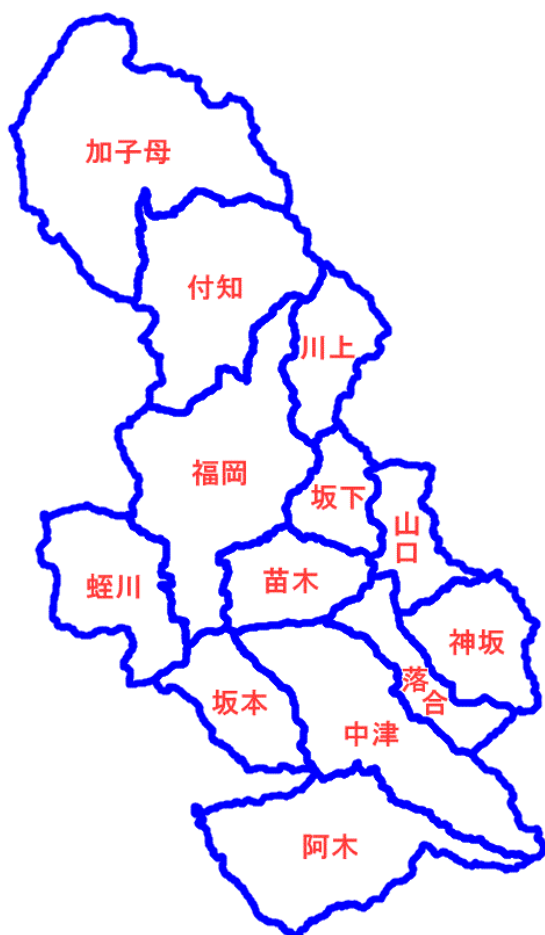 加子母
付知
川上
福岡
坂下
山口
苗木
蛭川
神坂
落合
坂本
中津
阿木